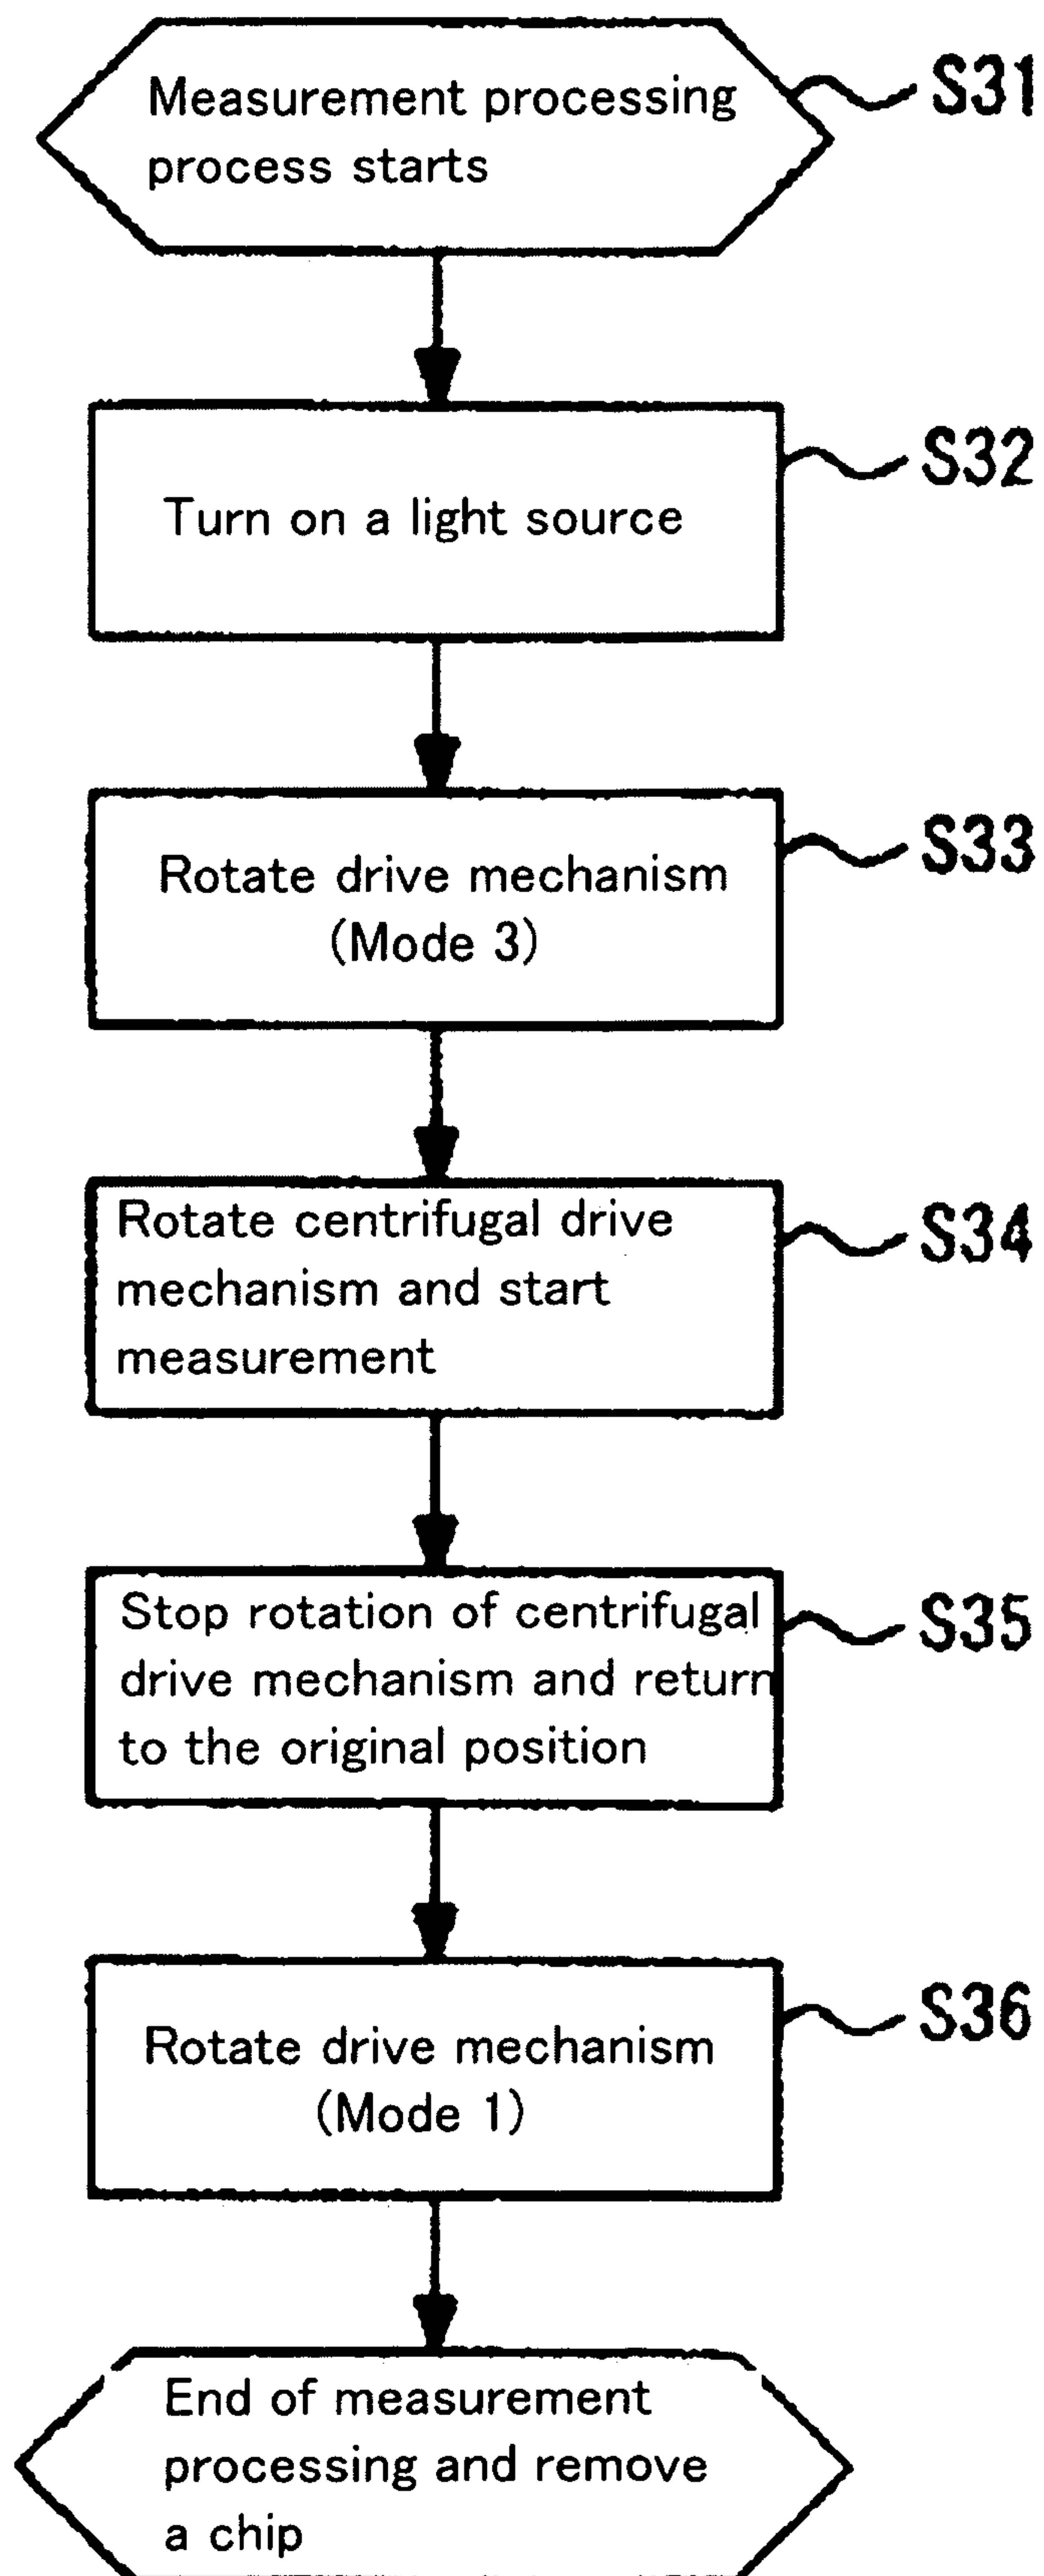 Measurement processing
process starts
S31
Turn on a light source
S32
Rotate drive mechanism
(Mode 3)
S33
Rotate centrifugal drive
mechanism and start
measurement
S34
Stop rotation of centrifugal
drive mechanism and return
to the original position
S35
Rotate drive mechanism
(Mode 1)
S36
End of measurement
processing and remove
a chip